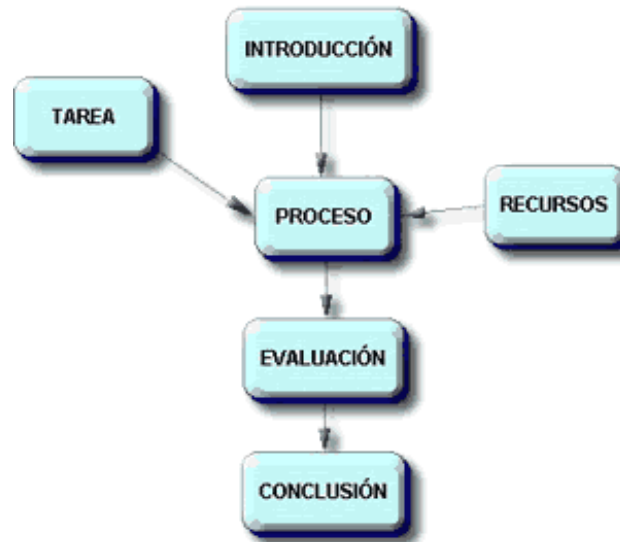 INTRODUCCIÓN
TAREA
PROCESO
RECURSOS
EVALUACIÓN
CONCLUSIÓN